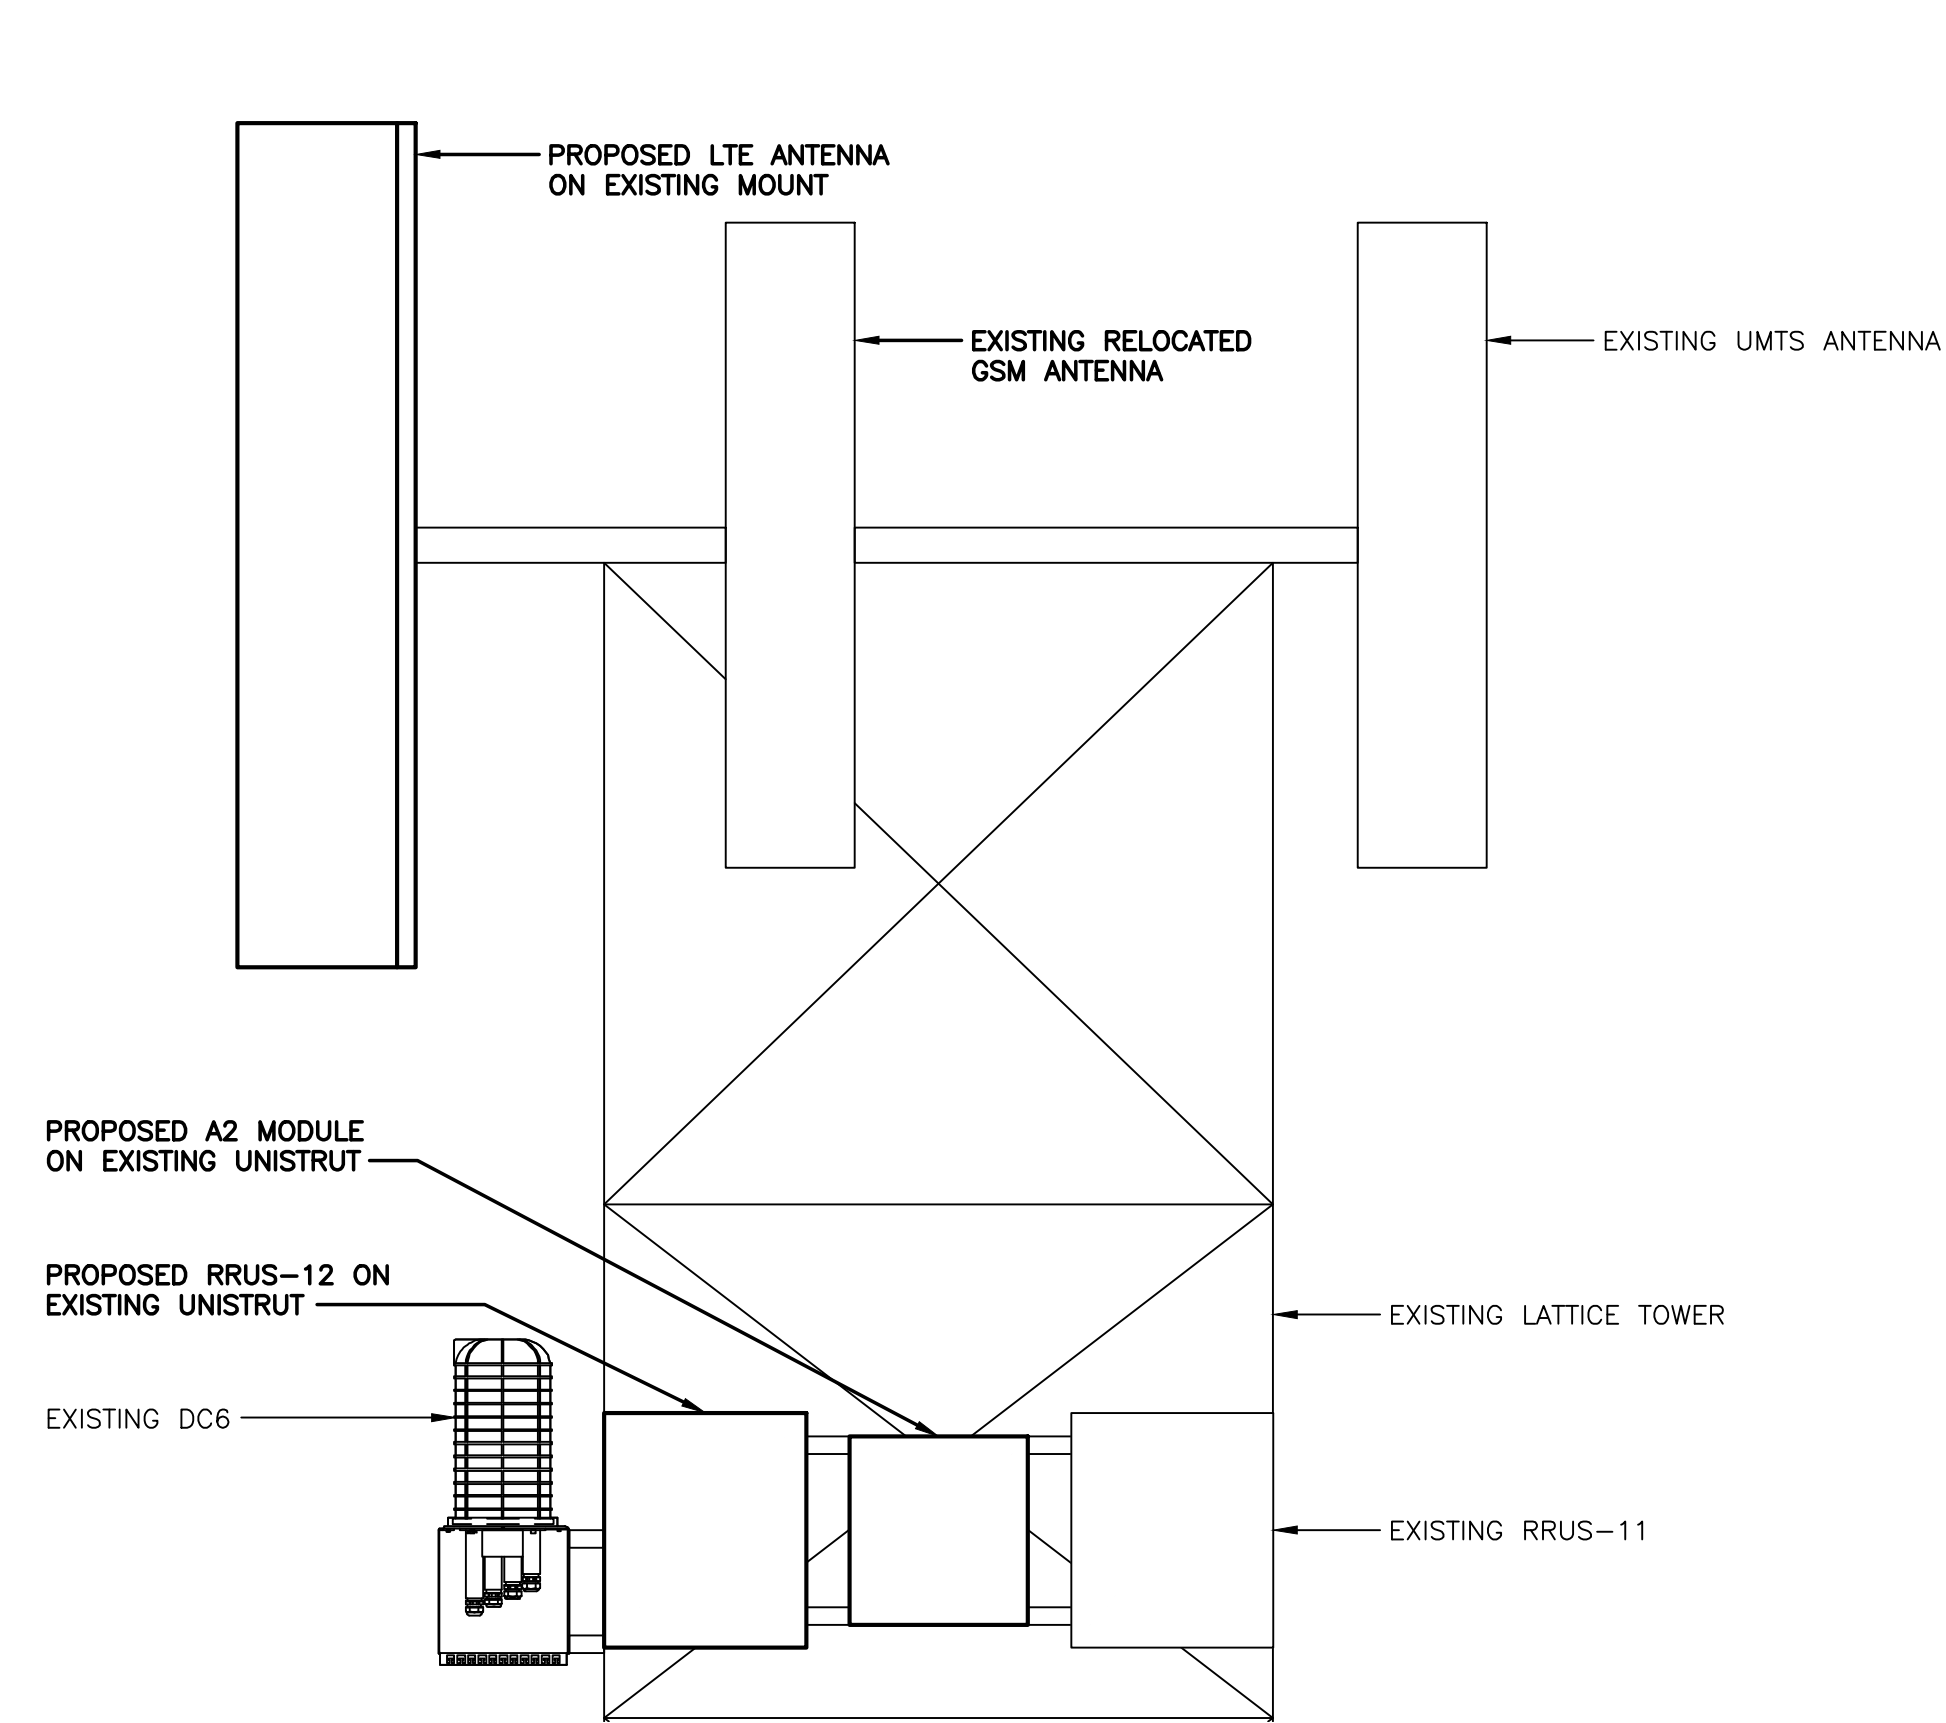 PROPOSED LTE ANTENNA
ON EXISTING MOUNT
EXISTING RELOCATED
GSM ANTENNA
EXISTING UMTS ANTENNA
PROPOSED A2 MODULE
ON EXISTING UNISTRUT
PROPOSED RRUS-12 ON
EXISTING UNISTRUT
EXISTING LATTICE TOWER
EXISTING DC6
EXISTING RRUS-11